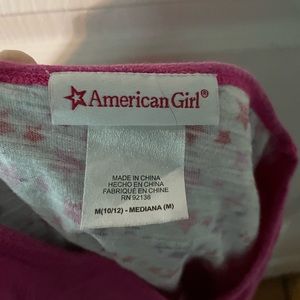 American Girl®
MADE IN CHINA
HECHO EN CHINA
FABRIQUÉ EN CHINE
RN 92136
M(10/12) - MEDIANA (M)